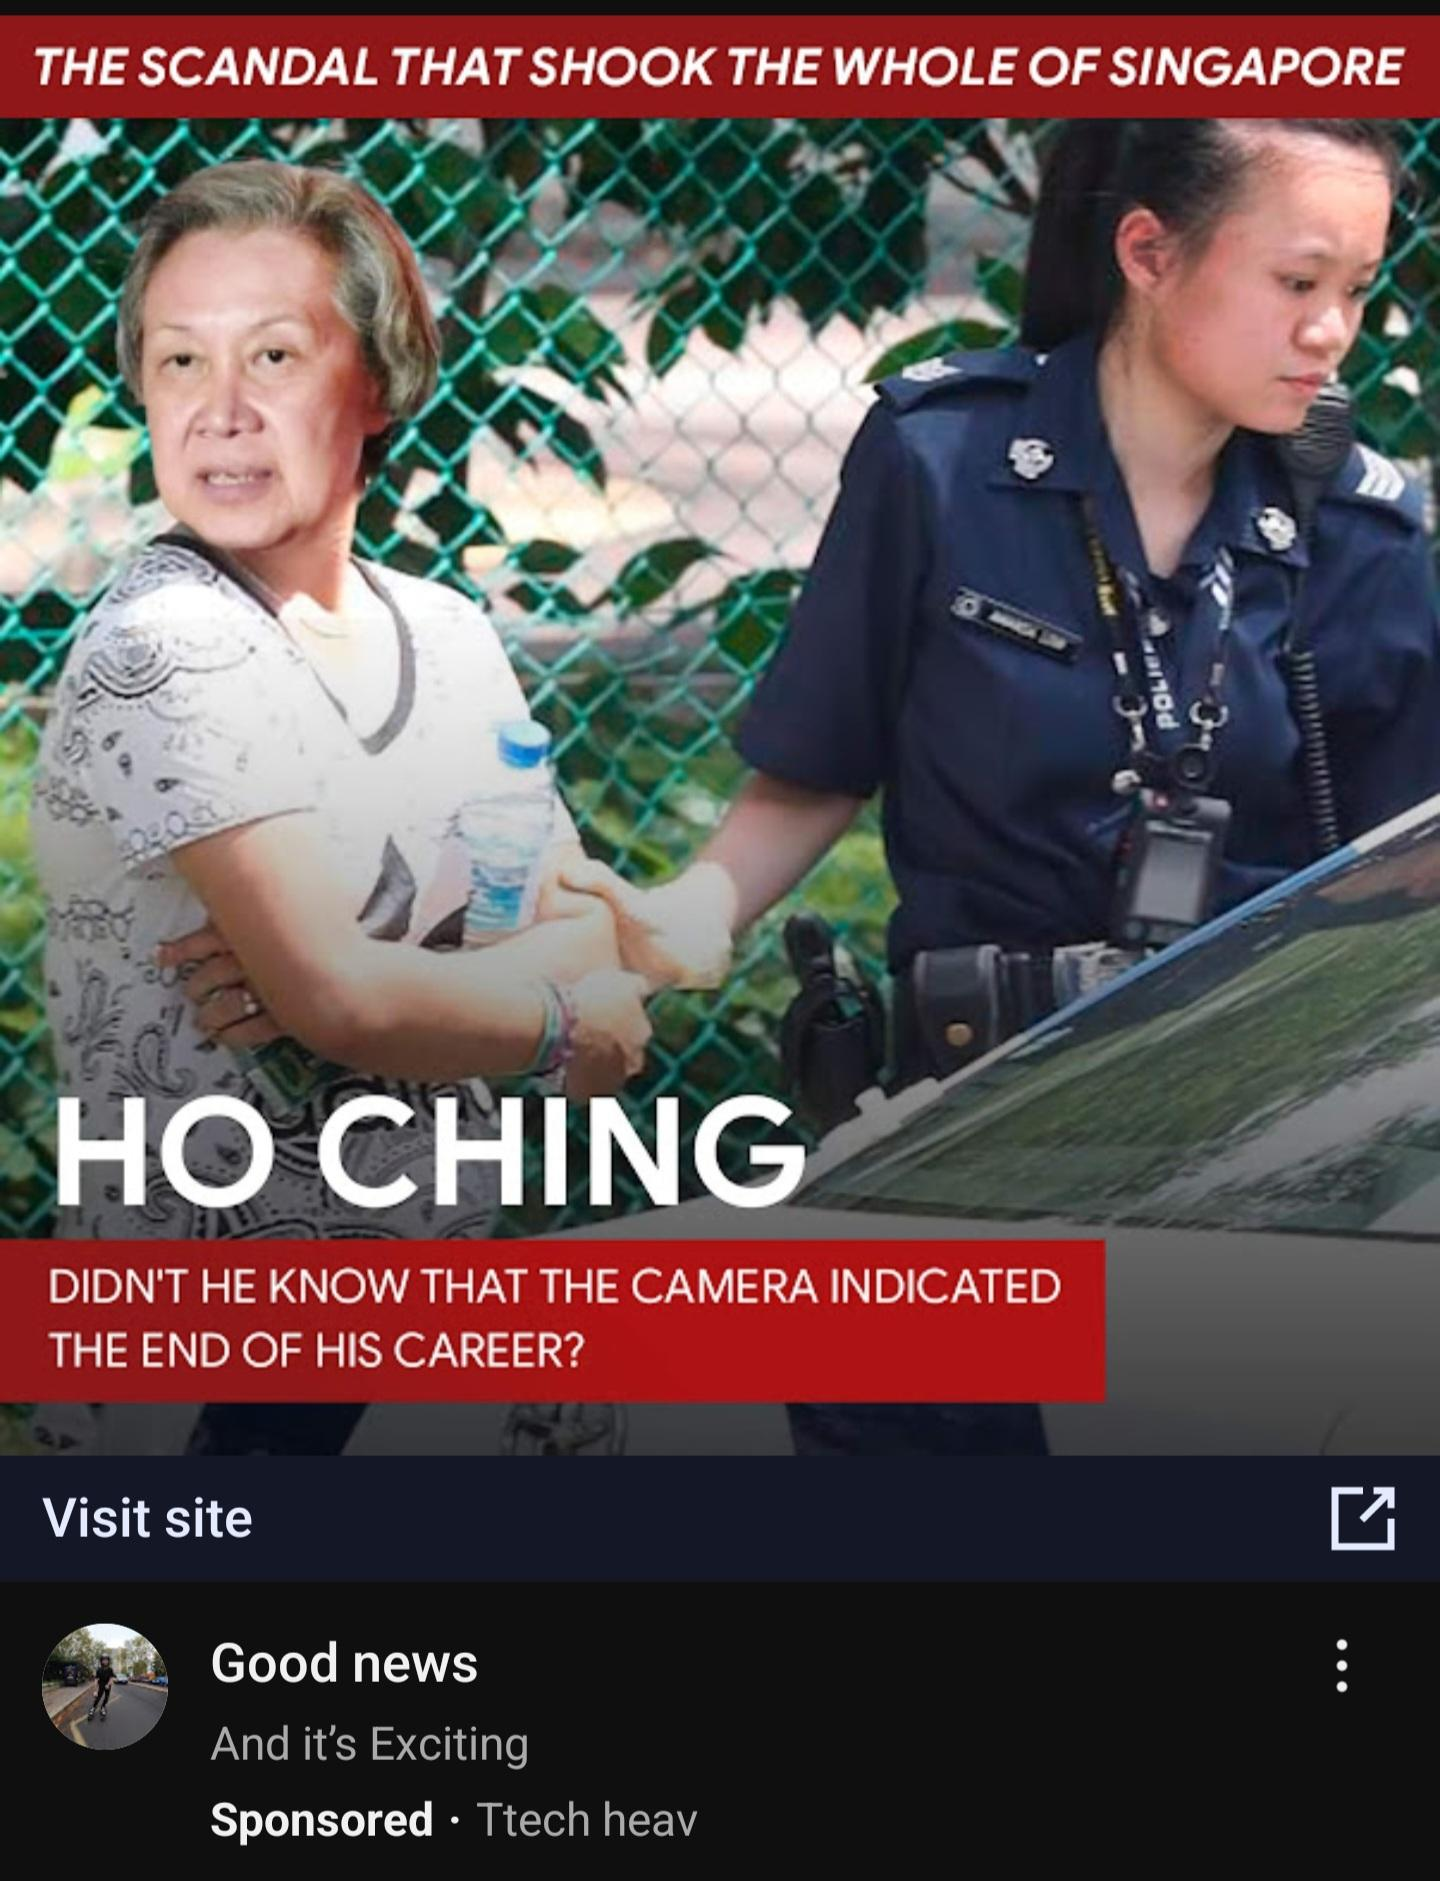 THE SCANDAL THAT SHOOK THE WHOLE OF SINGAPORE
POLICE
HO CHING
DIDN'T HE KNOW THAT THE CAMERA INDICATED
THE END OF HIS CAREER?
Visit site
Good news
And it's Exciting
Sponsored · Ttech heav